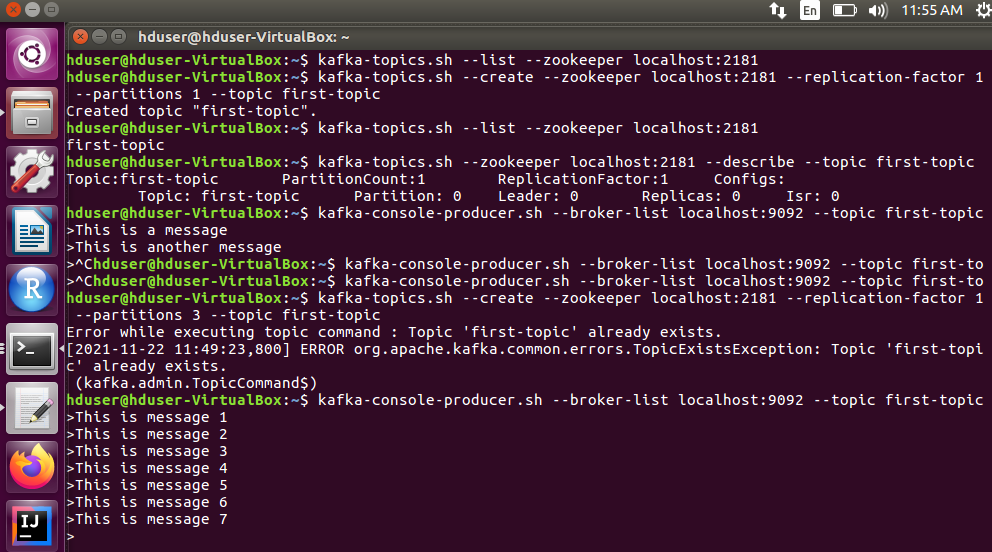 En
11:55 AM
hduser@hduser-VirtualBox: ~
hduser@hduser-VirtualBox:~$ kafka-topics.sh --list --zookeeper localhost:2181
hduser@hduser-VirtualBox:~$ kafka-topics.sh --create --zookeeper localhost:2181 --replication-factor 1
 --partitions 1 --topic first-topic
Created topic "first-topic".
hduser@hduser-VirtualBox:~$ kafka-topics.sh --list --zookeeper localhost:2181
first-topic
hduser@hduser-VirtualBox:~$ kafka-topics.sh --zookeeper localhost:2181 --describe --topic first-topic
Topic:first-topic	PartitionCount:1	ReplicationFactor:1	Configs:
	Topic: first-topic	Partition: 0	Leader: 0	Replicas: 0	Isr: 0
hduser@hduser-VirtualBox:~$ kafka-console-producer.sh --broker-list localhost:9092 --topic first-topic
>This is a message
>This is another message
>^Chduser@hduser-VirtualBox:~$ kafka-console-producer.sh --broker-list localhost:9092 --topic first-to
>^Chduser@hduser-VirtualBox:~$ kafka-console-producer.sh --broker-list localhost:9092 --topic first-to
hduser@hduser-VirtualBox:~$ kafka-topics.sh --create --zookeeper localhost:2181 --replication-factor 1
 --partitions 3 --topic first-topic
Error while executing topic command : Topic 'first-topic' already exists.
[2021-11-22 11:49:23,800] ERROR org.apache.kafka.common.errors.TopicExistsException: Topic 'first-topi
c' already exists.
 (kafka.admin.TopicCommand$)
hduser@hduser-VirtualBox:~$ kafka-console-producer.sh --broker-list localhost:9092 --topic first-topic
>This is message 1
>This is message 2
>This is message 3
>This is message 4
>This is message 5
>This is message 6
>This is message 7
>
R
>_
IJ